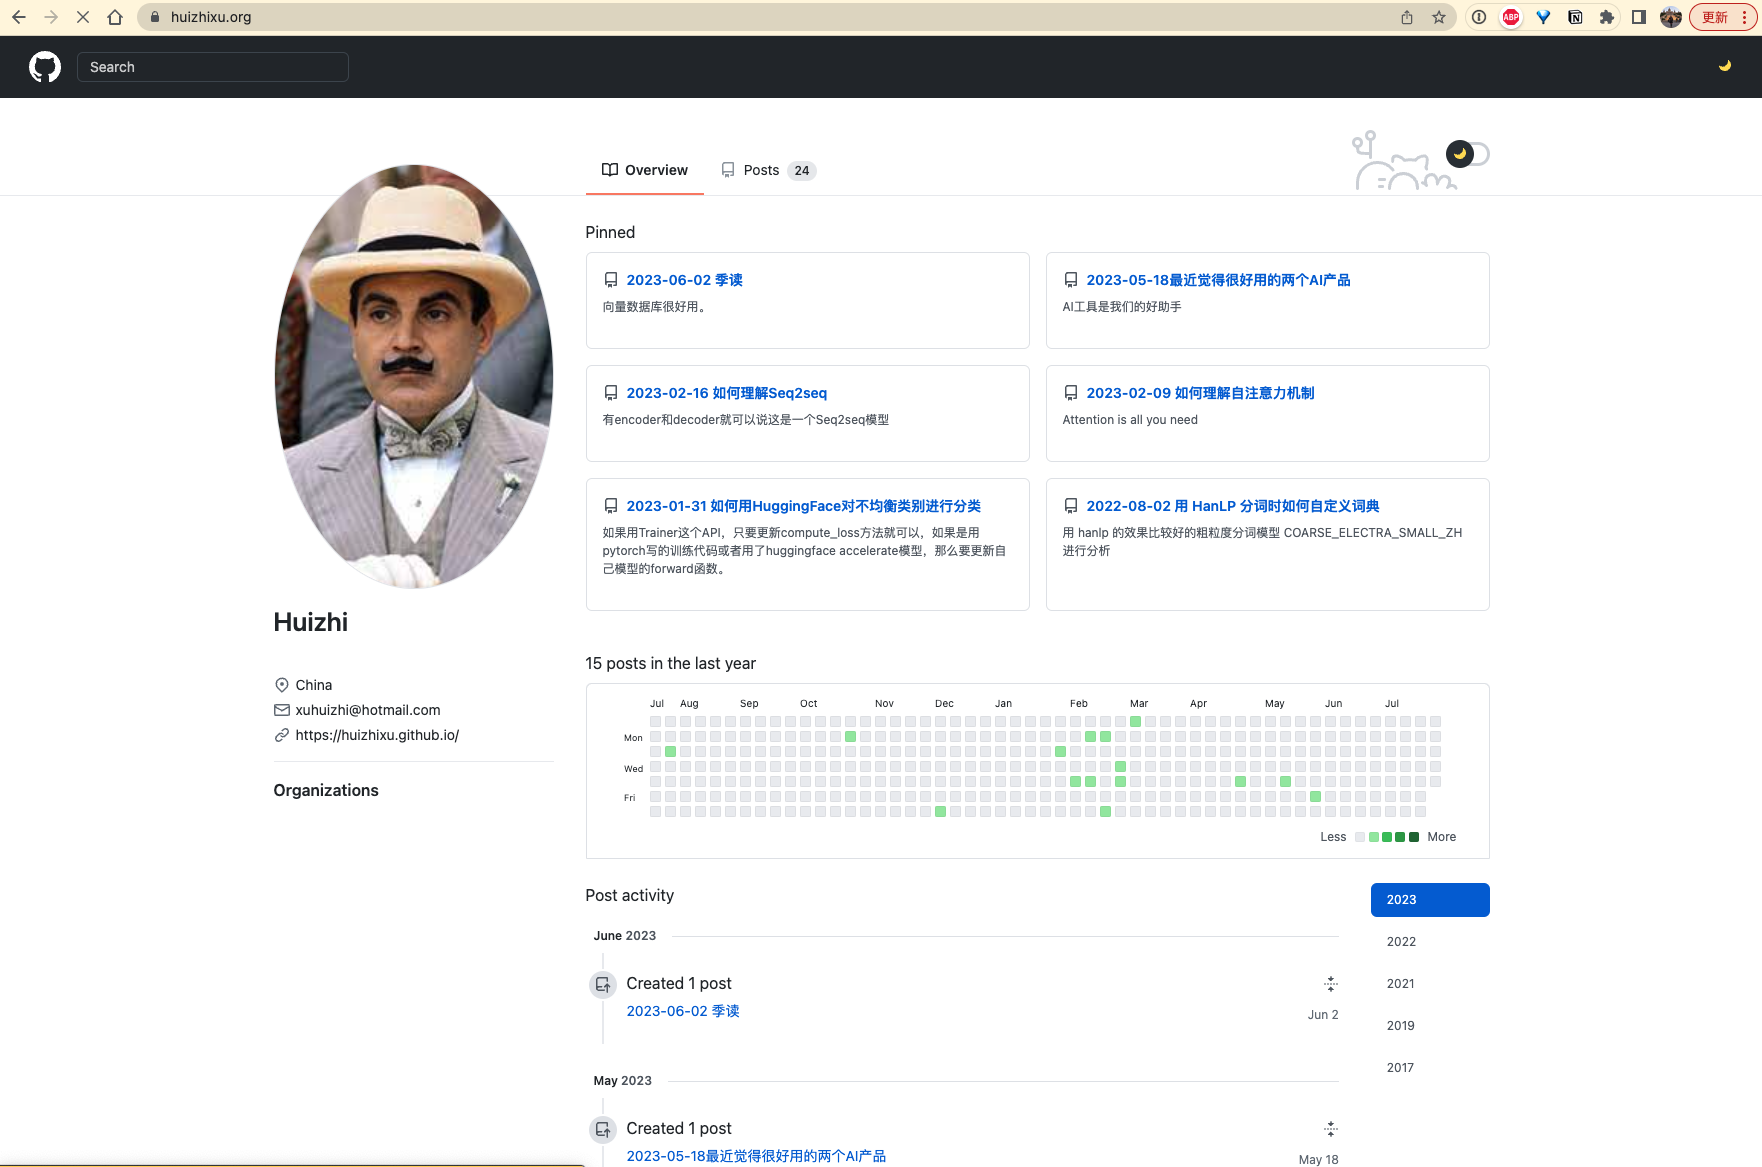 huizhixu.org
ABP
更新
Search
Overview
Posts 24
Pinned
2023-06-02 季读
向量数据库很好用。
2023-05-18最近觉得很好用的两个AI产品
AI工具是我们的好助手
2023-02-16 如何理解Seq2seq
有encoder和decoder就可以说这是一个Seq2seq模型
2023-02-09 如何理解自注意力机制
Attention is all you need
2023-01-31 如何用HuggingFace对不均衡类别进行分类
如果用Trainer这个API，只要更新compute_loss方法就可以，如果是用
pytorch写的训练代码或者用了huggingface accelerate模型，那么要更新自
己模型的forward函数。
2022-08-02 用 HanLP 分词时如何自定义词典
用 hanlp 的效果比较好的粗粒度分词模型 COARSE_ELECTRA_SMALL_ZH
进行分析
Huizhi
China
xuhuizhi@hotmail.com
https://huizhixu.github.io/
Organizations
15 posts in the last year
Jul Aug Sep Oct Nov Dec Jan Feb Mar Apr May Jun Jul
Mon
Wed
Fri
Less More
Post activity
2023
2022
2021
2019
2017
June 2023
Created 1 post
2023-06-02 季读
Jun 2
May 2023
Created 1 post
2023-05-18最近觉得很好用的两个AI产品
May 18